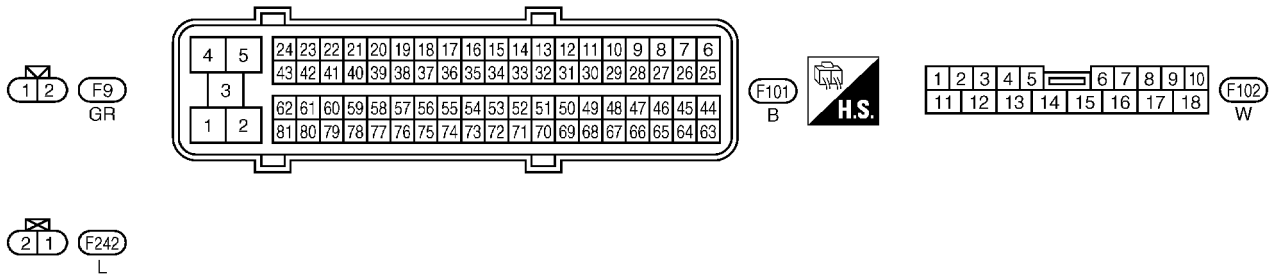 4 5 24 23 22 21 20 19 18 17 16 15 14 13 12 11 10 9 8 7 6
43 42 41 40 39 38 37 36 35 34 33 32 31 30 29 28 27 26 25
3
1 2 62 61 60 59 58 57 56 55 54 53 52 51 50 49 48 47 46 45 44
81 80 79 78 77 76 75 74 73 72 71 70 69 68 67 66 65 64 63
1 2 F9
GR
F101
B
H.S.
1 2 3 4 5 6 7 8 9 10
11 12 13 14 15 16 17 18
F102
W
2 1 F242
L